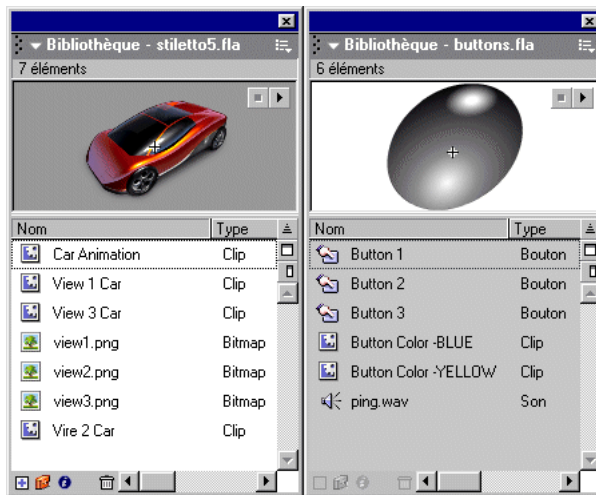 Bibliothèque - stiletto5.fla
7 éléments
Nom Type
Car Animation Clip
View 1 Car Clip
View 3 Car Clip
view1.png Bitmap
view2.png Bitmap
view3.png Bitmap
Vire 2 Car Clip
Bibliothèque - buttons.fla
6 éléments
Nom Type
Button 1 Bouton
Button 2 Bouton
Button 3 Bouton
Button Color -BLUE Clip
Button Color -YELLOW Clip
ping.wav Son